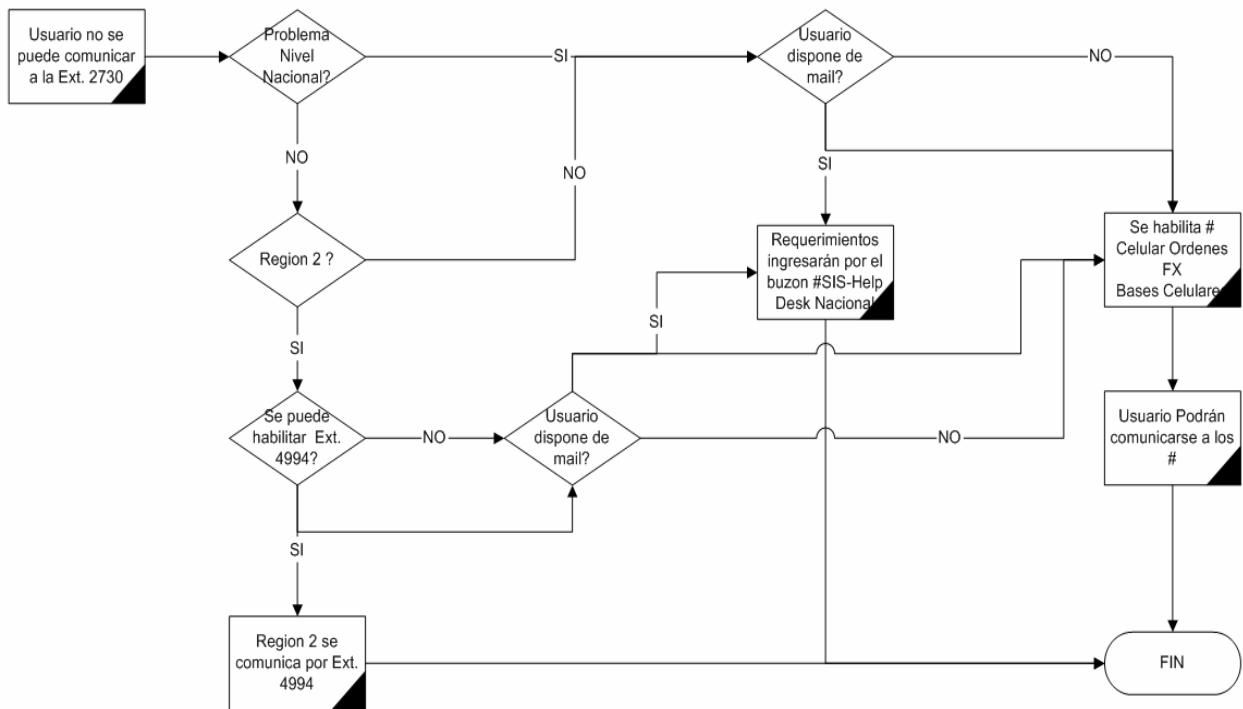 Usuario no se
puede comunicar
a la Ext. 2730
Problema
Nivel
Nacional?
SI
Usuario
dispone de
mail?
NO
NO
NO
SI
Region 2 ?
Requerimientos
ingresarán por el
buzon #SIS-Help
Desk Nacional
Se habilita #
Celular Ordenes
FX
Bases Celulares
SI
SI
Se puede
habilitar Ext.
4994?
NO
Usuario
dispone de
mail?
NO
Usuario Podrán
comunicarse a los
#
SI
Region 2 se
comunica por Ext.
4994
FIN